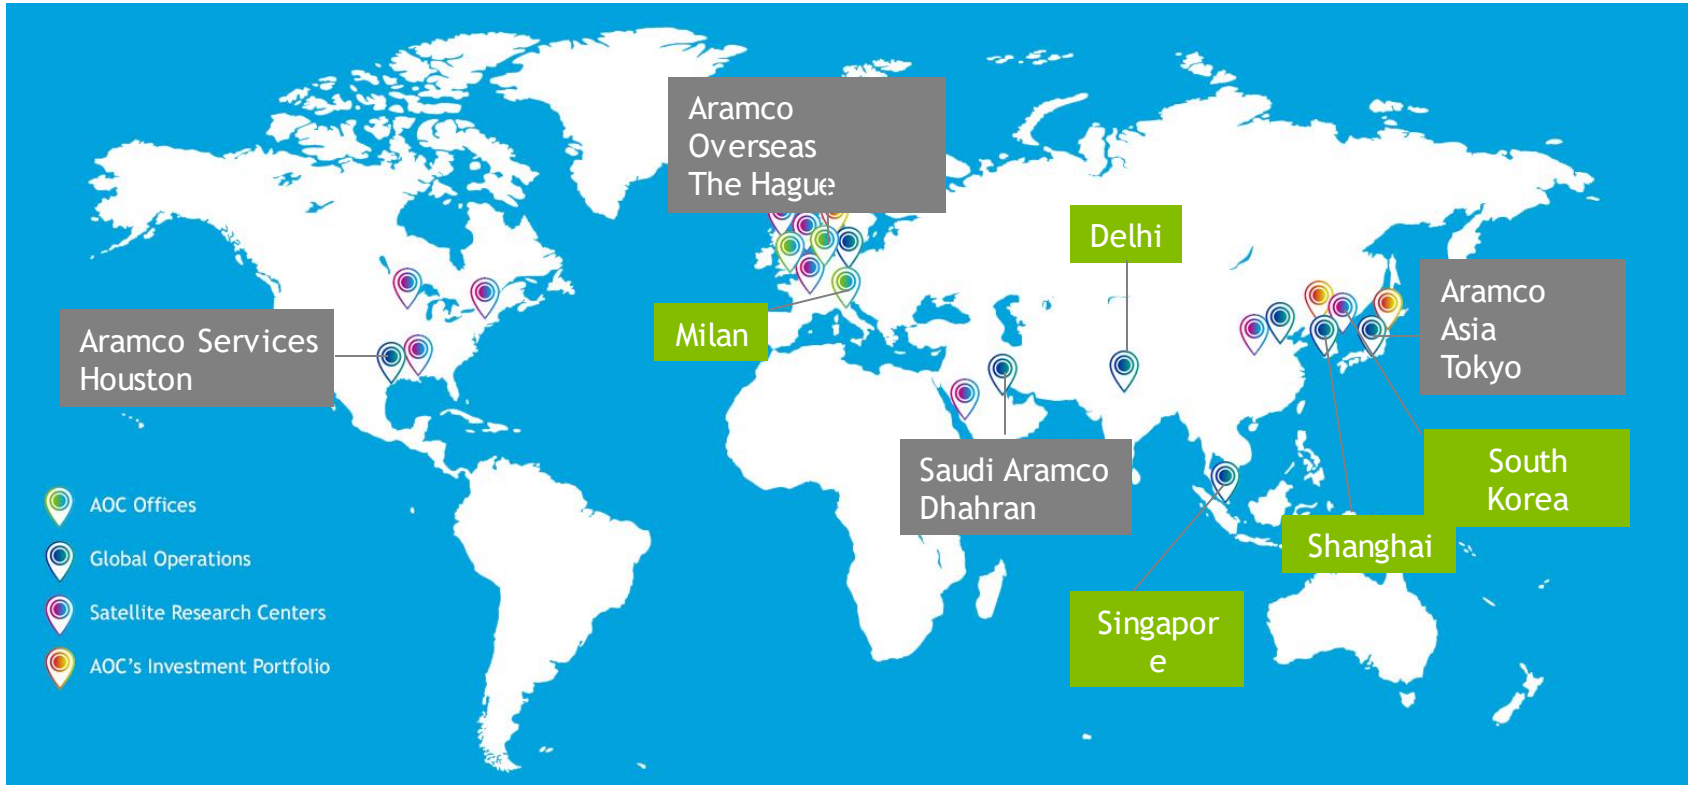 Aramco
Overseas
The Hague
Delhi
Aramco
Asia
Tokyo
Milan
Aramco Services
Houston
Saudi Aramco
Dhahran
South
Korea
Shanghai
Singapor
e
AOC Offices
Global Operations
Satellite Research Centers
AOC's Investment Portfolio